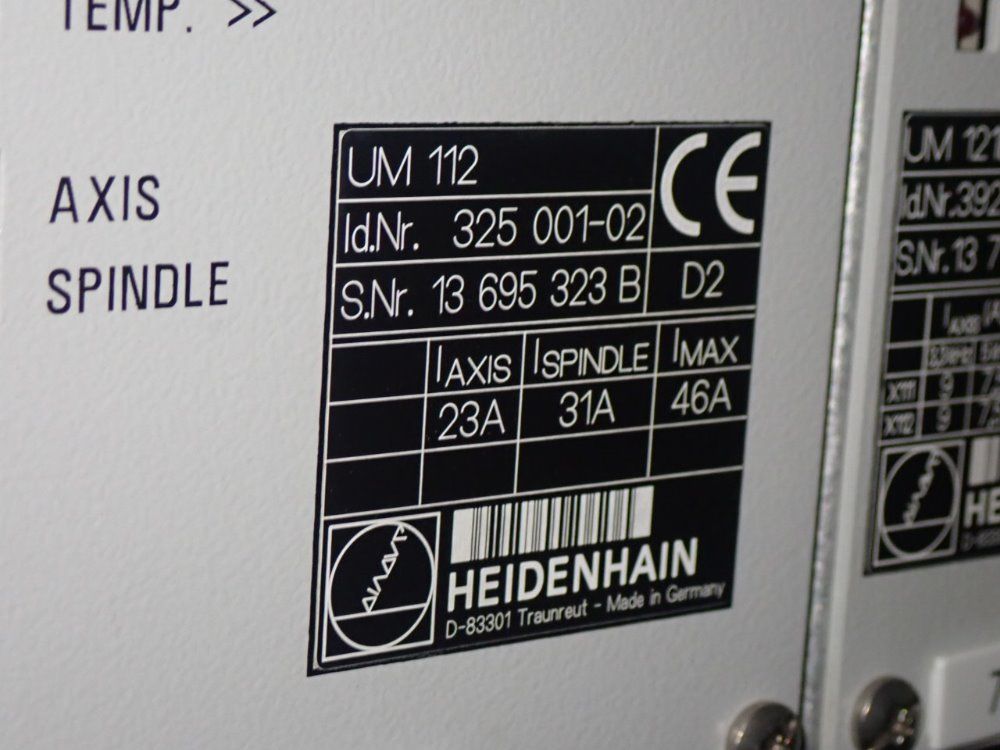 TEMP. >>
AXIS
SPINDLE
UM 112
CE
Id.Nr. 325 001-02
S.Nr. 13 695 323 B
D2
IAXIS ISPINDLE IMAX
23A 31A 46A
HEIDENHAIN
D-83301 Traunreut - Made in Germany
UM 121
Id.Nr.392
S.Nr. 13 7
IAXIS
X111
X112
HE